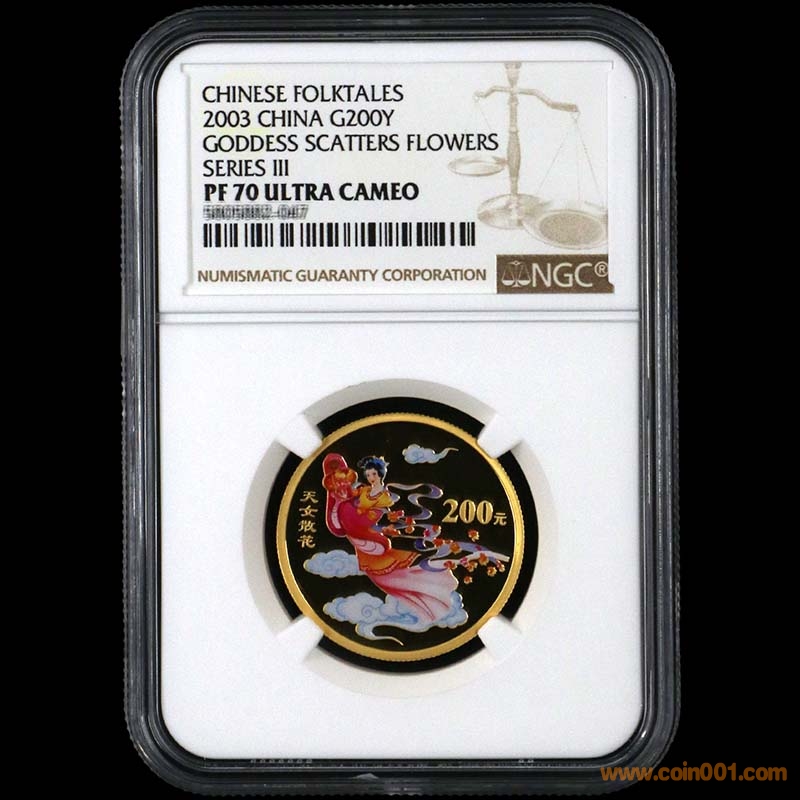 CHINESE FOLKTALES
2003 CHINA G200Y
GODDESS SCATTERS FLOWERS
SERIES III
PF 70 ULTRA CAMEO
NUMISMATIC GUARANTY CORPORATION
NGC®
天女散花
200元
www.coin001.com